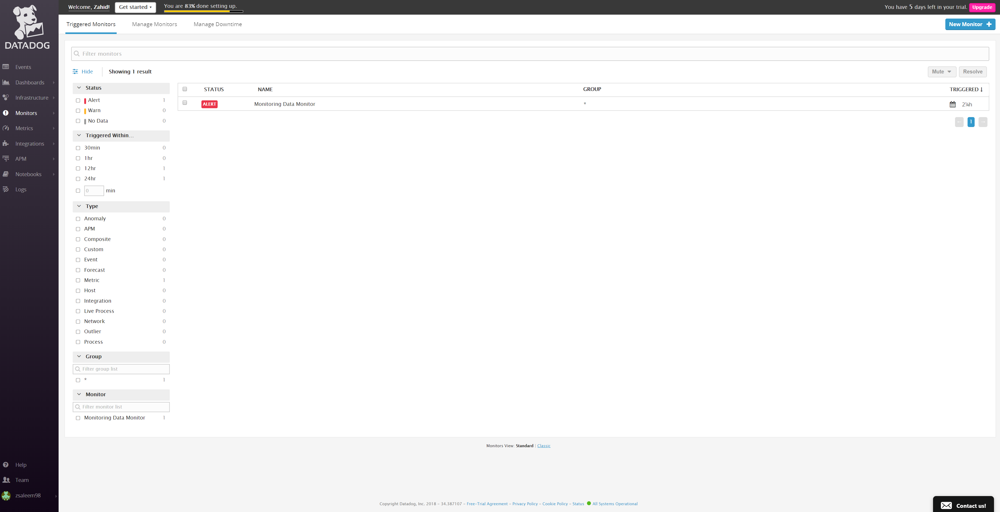 DATADOG
Events
Dashboards
Infrastructure
Monitors
Metrics
Integrations
APM
Notebooks
Logs
Help
Team
zsaleem98
Welcome, Zahid!
Get started
You are 83% done setting up.
You have 5 days left in your trial. Upgrade
Triggered Monitors Manage Monitors Manage Downtime
New Monitor
Filter monitors
Hide Showing 1 result
Mute Resolve
Status
Alert 1
Warn 0
No Data 0
Triggered Within...
30min 0
1hr 0
12hr 1
24hr 1
0 min
Type
Anomaly 0
APM 0
Composite 0
Custom 0
Event 0
Forecast 0
Metric 1
Host 0
Integration 0
Live Process 0
Network 0
Outlier 0
Process 0
Group
Filter group list
* 1
Monitor
Filter monitor list
Monitoring Data Monitor 1
STATUS NAME GROUP TRIGGERED ↓
ALERT Monitoring Data Monitor * 2¼h
← 1 →
Monitors View: Standard | Classic
Copyright Datadog, Inc. 2018 - 34.387107 - Free-Trial Agreement - Privacy Policy - Cookie Policy - Status All Systems Operational
Contact us!